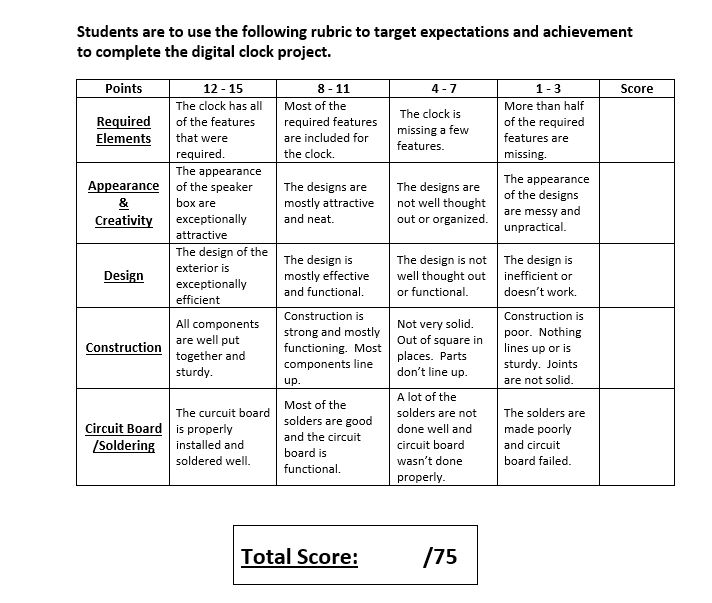 Students are to use the following rubric to target expectations and achievement
to complete the digital clock project.
Points
12 - 15
8 - 11
4 - 7
1 - 3
Score
Required
Elements
The clock has all
of the features
that were
required.
Most of the
required features
are included for
the clock.
The clock is
missing a few
features.
More than half
of the required
features are
missing.
Appearance
&
Creativity
The appearance
of the speaker
box are
exceptionally
attractive
The designs are
mostly attractive
and neat.
The designs are
not well thought
out or organized.
The appearance
of the designs
are messy and
unpractical.
Design
The design of the
exterior is
exceptionally
efficient
The design is
mostly effective
and functional.
The design is not
well thought out
or functional.
The design is
inefficient or
doesn't work.
Construction
All components
are well put
together and
sturdy.
Construction is
strong and mostly
functioning. Most
components line
up.
Not very solid.
Out of square in
places. Parts
don't line up.
Construction is
poor. Nothing
lines up or is
sturdy. Joints
are not solid.
Circuit Board
/Soldering
The curcuit board
is properly
installed and
soldered well.
Most of the
solders are good
and the circuit
board is
functional.
A lot of the
solders are not
done well and
circuit board
wasn't done
properly.
The solders are
made poorly
and circuit
board failed.
Total Score: /75